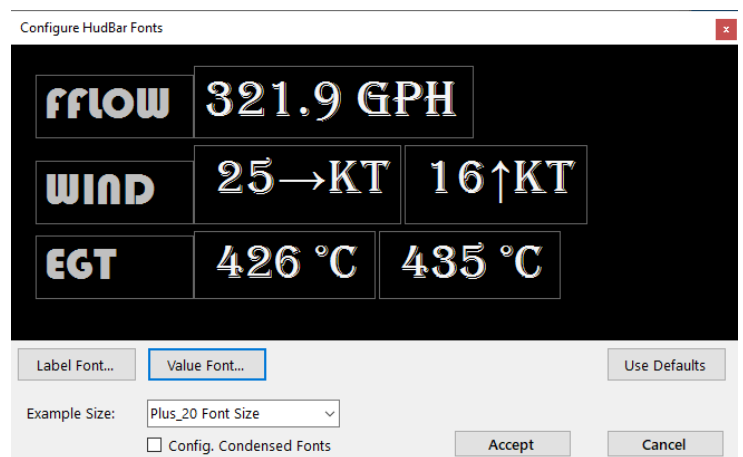 Configure HudBar Fonts
x
FFLOW 321.9 GPH
WIND 25→KT 16↑KT
EGT 426 °C 435 °C
Label Font... Value Font... Use Defaults
Example Size: Plus_20 Font Size
Config. Condensed Fonts Accept Cancel